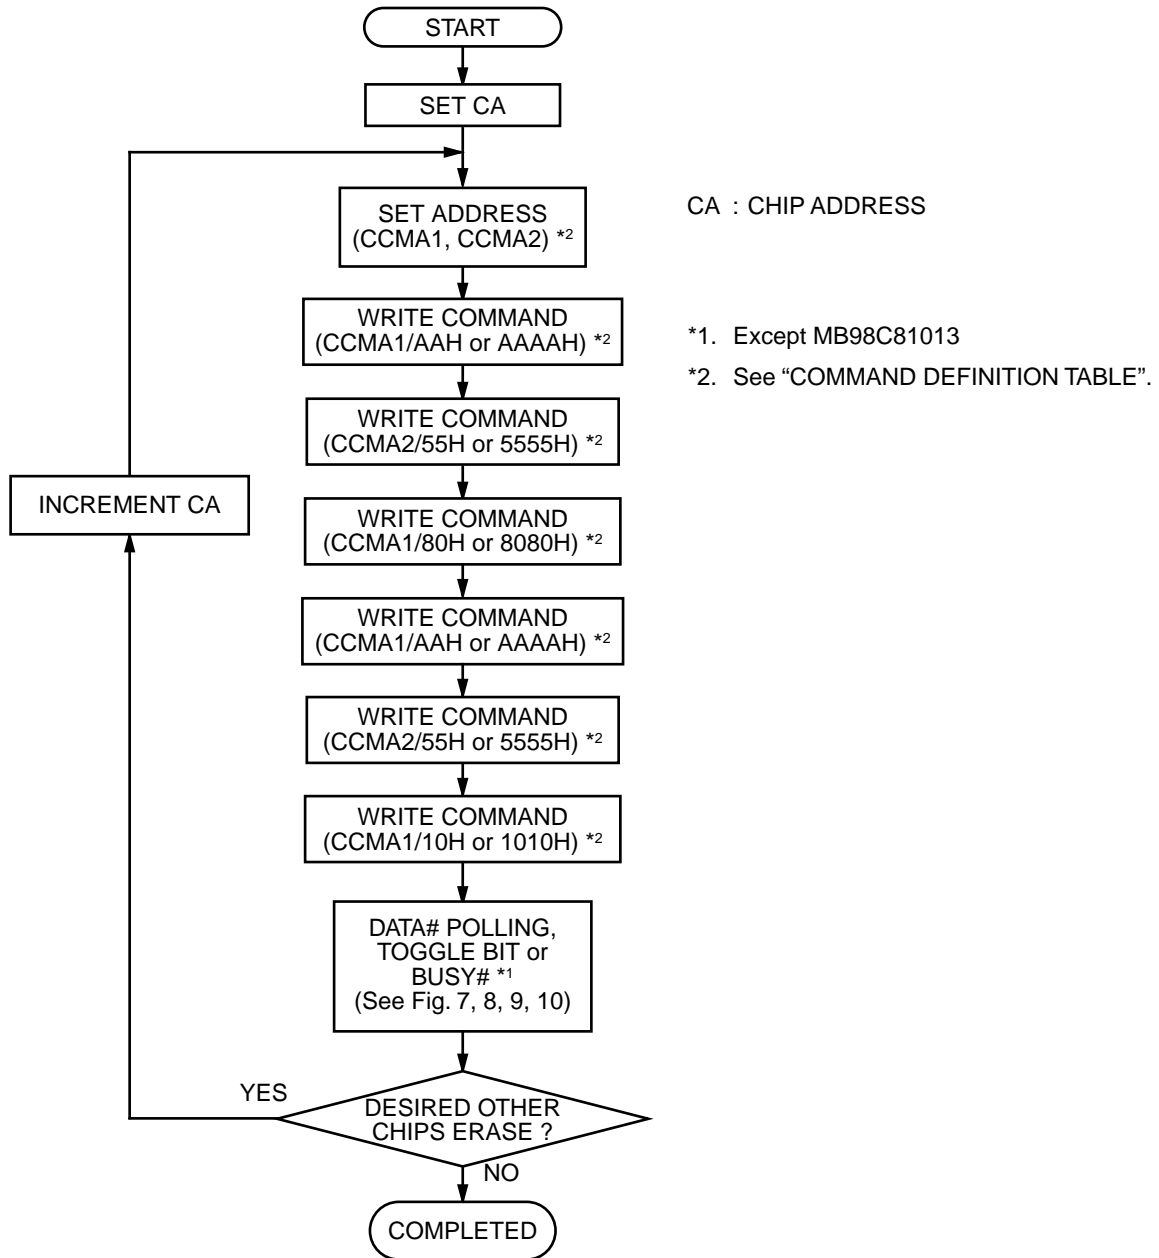 START
SET CA
SET ADDRESS
(CCMA1, CCMA2) *2
CA : CHIP ADDRESS
WRITE COMMAND
(CCMA1/AAH or AAAAH) *2
*1. Except MB98C81013
*2. See “COMMAND DEFINITION TABLE”.
WRITE COMMAND
(CCMA2/55H or 5555H) *2
INCREMENT CA
WRITE COMMAND
(CCMA1/80H or 8080H) *2
WRITE COMMAND
(CCMA1/AAH or AAAAH) *2
WRITE COMMAND
(CCMA2/55H or 5555H) *2
WRITE COMMAND
(CCMA1/10H or 1010H) *2
DATA# POLLING,
TOGGLE BIT or
BUSY# *1
(See Fig. 7, 8, 9, 10)
YES
DESIRED OTHER
CHIPS ERASE ?
NO
COMPLETED